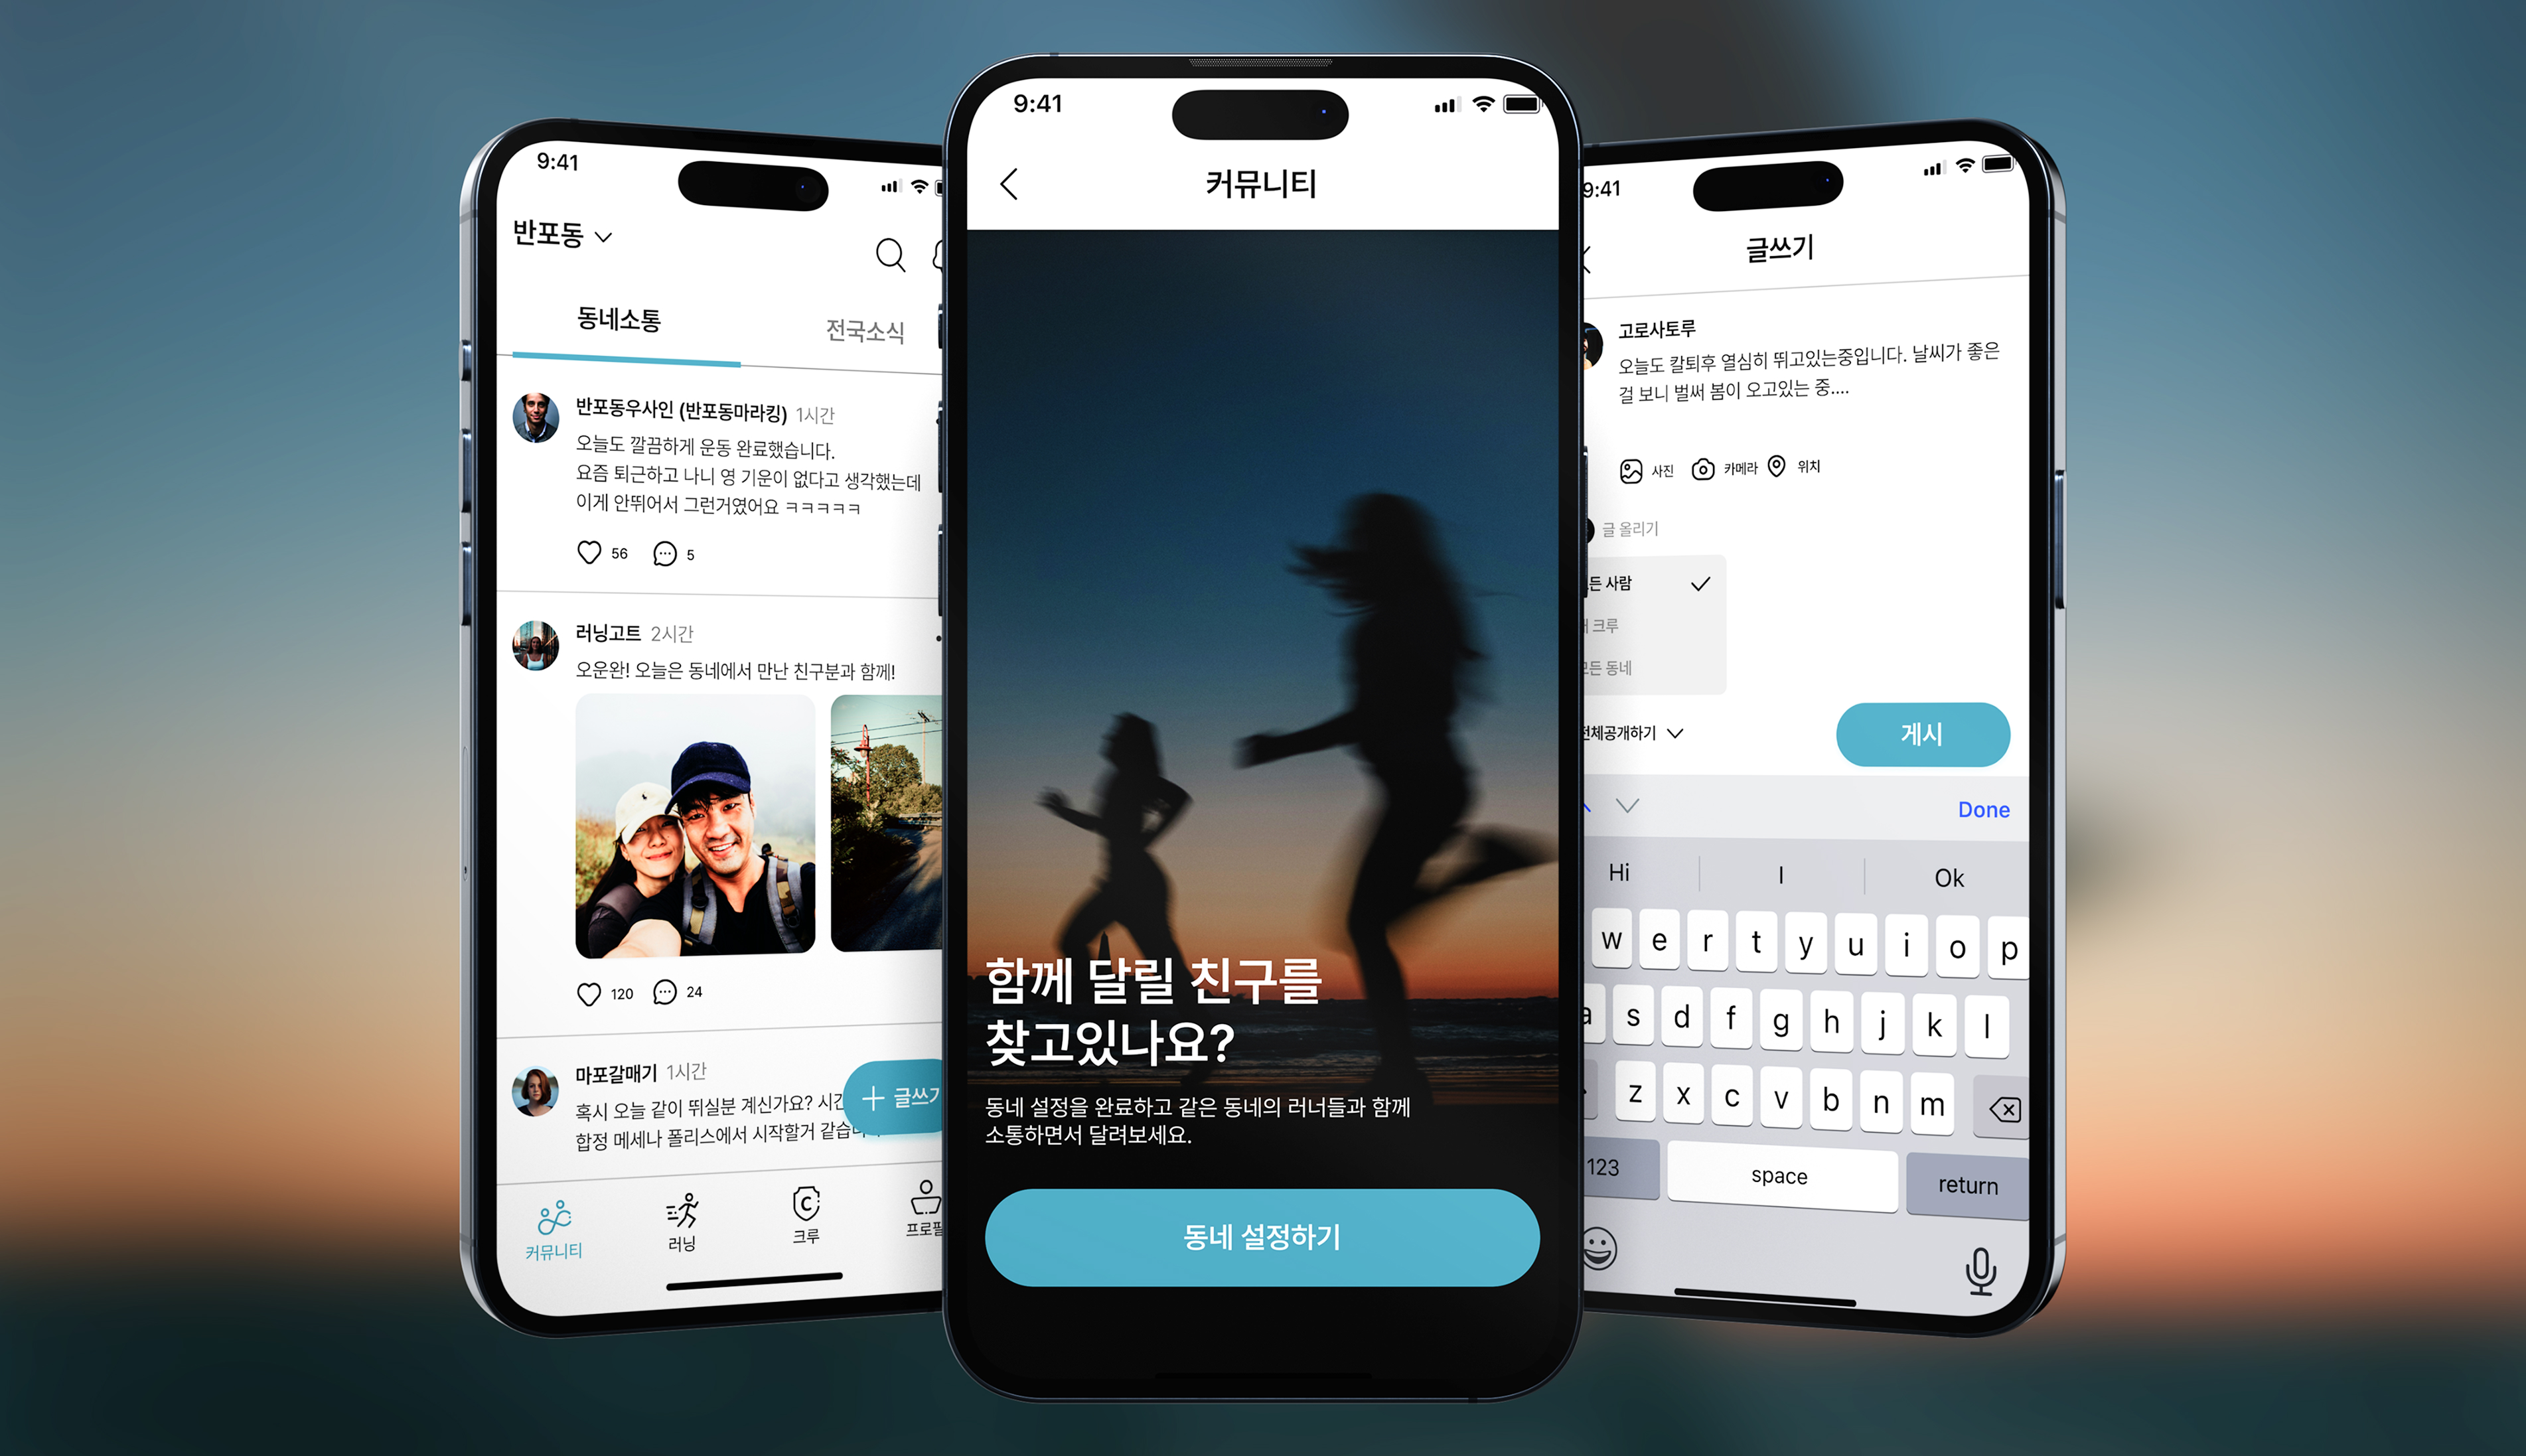 9:41
반포동
동네소통
전국소식
반포동우사인 (반포동마라킹) 1시간
오늘도 깔끔하게 운동 완료했습니다.
요즘 퇴근하고 나니 영 기운이 없다고 생각했는데
이게 안뛰어서 그런거였어요 ㅋㅋㅋㅋㅋ
56
5
러닝고트 2시간
오운완! 오늘은 동네에서 만난 친구분과 함께!
120
24
마포갈매기 1시간
혹시 오늘 같이 뛰실분 계신가요?
합정 메세나 폴리스에서 시작할거
+ 글쓰기
커뮤니티
러닝
크루
프로필
9:41
커뮤니티
함께 달릴 친구를
찾고있나요?
동네 설정을 완료하고 같은 동네의 러너들과 함께
소통하면서 달려보세요.
동네 설정하기
9:41
글쓰기
고로사토루
오늘도 칼퇴후 열심히 뛰고있는중입니다. 날씨가 좋은
걸 보니 벌써 봄이 오고있는 중....
사진
카메라
위치
글 올리기
사람
크루
동네
전체공개하기
게시
Done
Hi
I
Ok
w e r t y u i o p
a s d f g h j k l
z x c v b n m
123
space
return